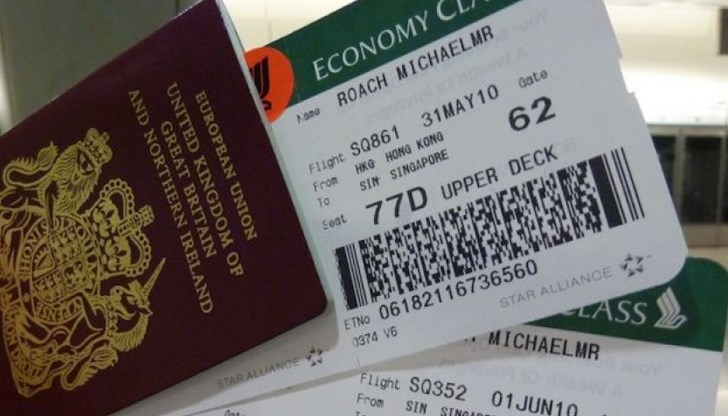 EUROPEAN UNION
UNITED KINGDOM OF
GREAT BRITAIN
AND NORTHERN IRELAND
ECONOMY
Name ROACH MICHAELMR
Flight SQ861 31MAY10 Gate 62
From HKG HONG KONG
To SIN SINGAPORE
Seat 77D UPPER DECK
ETNo 06182116736560
0374 V6
STAR ALLIANCE
STAR ALLIANCE
CLASS
MICHAELMR
Flight SQ352 01JUN10
From SIN